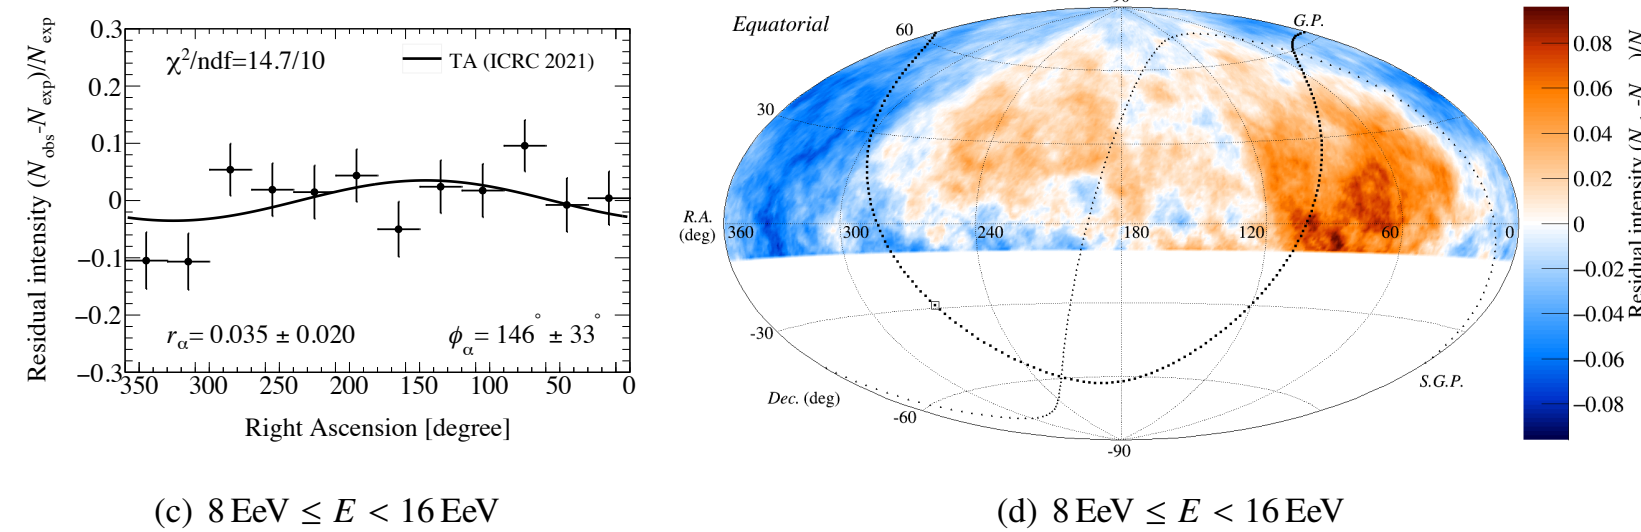 Residual intensity (N_obs-N_exp)/N_exp
0.3
0.2
0.1
0
−0.1
−0.2
−0.3
χ²/ndf=14.7/10
TA (ICRC 2021)
r_α= 0.035 ± 0.020
ϕ_α = 146° ± 33°
350 300 250 200 150 100 50 0
Right Ascension [degree]
(c) 8 EeV ≤ E < 16 EeV
Equatorial
G.P.
60
30
R.A.
(deg)
360 300 240 180 120 60 0
-30
Dec. (deg)
-60
-90
S.G.P.
0.08
0.06
0.04
0.02
0
−0.02
−0.04
−0.06
−0.08
Residual intensity
(d) 8 EeV ≤ E < 16 EeV